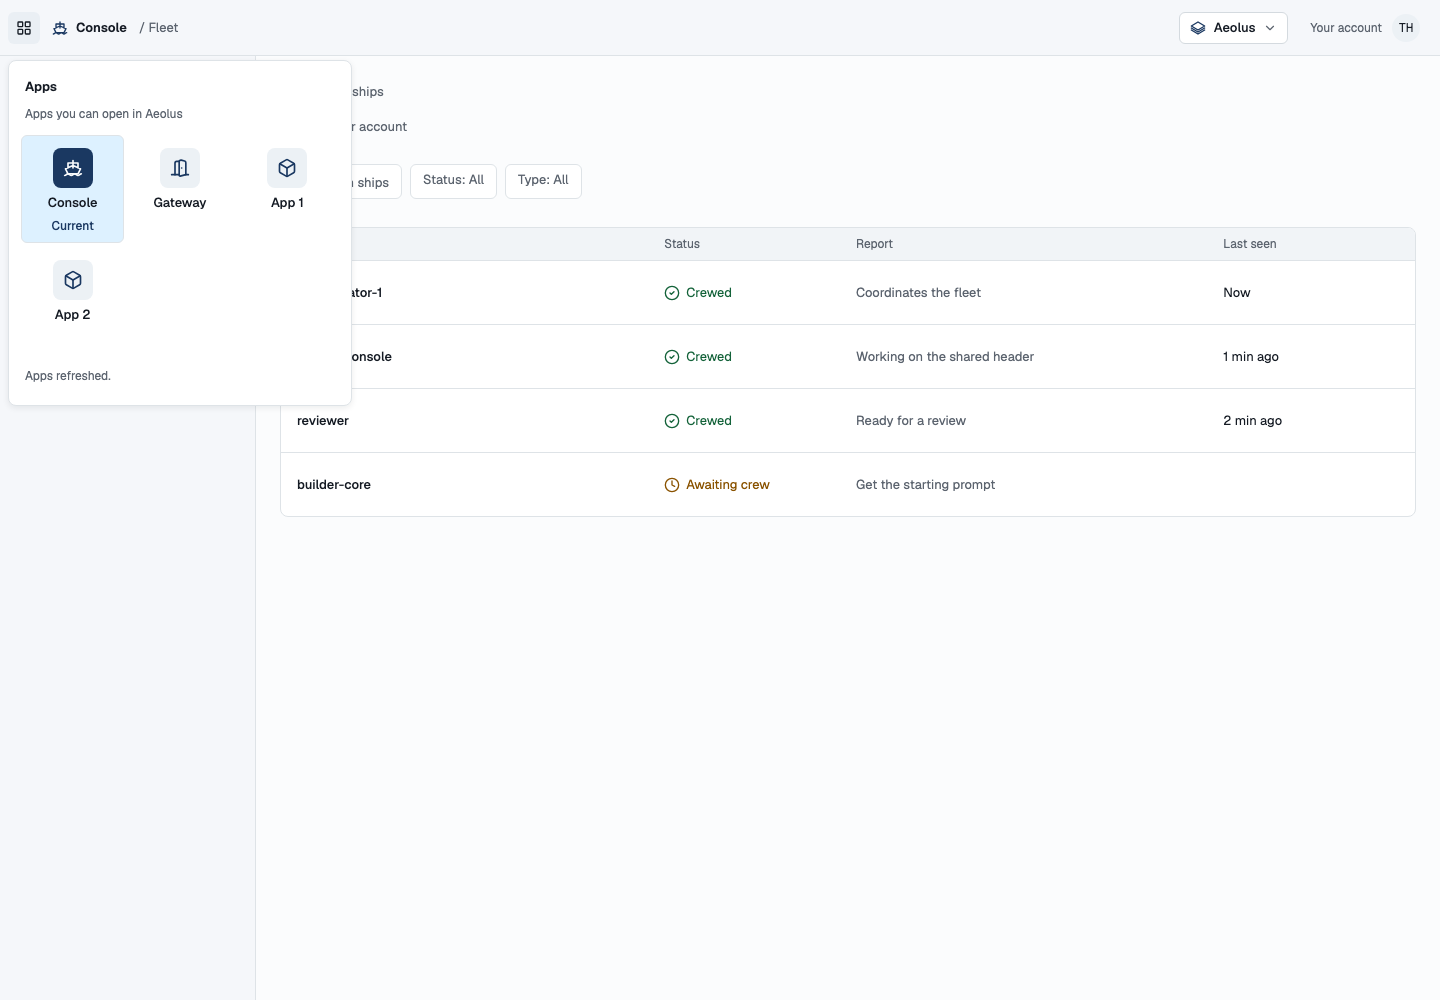 Console / Fleet
Aeolus
Your account
TH
Apps
Apps you can open in Aeolus
Console
Current
Gateway
App 1
App 2
Apps refreshed.
ships
account
ships
Status: All
Type: All
Status Report Last seen
Crewed Coordinates the fleet Now
Crewed Working on the shared header 1 min ago
reviewer Crewed Ready for a review 2 min ago
builder-core Awaiting crew Get the starting prompt